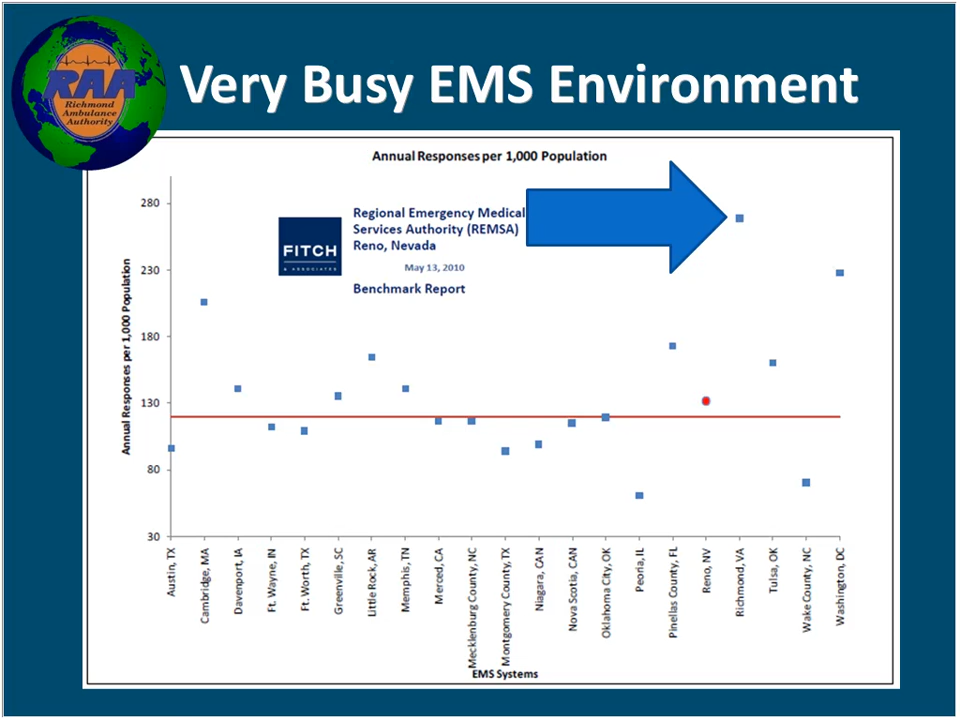 RAA
Richmond
Ambulance
Authority
Very Busy EMS Environment
Annual Responses per 1,000 Population
FITCH
& ASSOCIATES
Regional Emergency Medical
Services Authority (REMSA)
Reno, Nevada
May 13, 2010
Benchmark Report
Annual Responses per 1,000 Population
280
230
180
130
80
30
Austin, TX
Cambridge, MA
Davenport, IA
Ft. Wayne, IN
Ft. Worth, TX
Greenville, SC
Little Rock, AR
Memphis, TN
Merced, CA
Mecklenburg County, NC
Montgomery County, TX
Niagara, CAN
Nova Scotia, CAN
Oklahoma City, OK
Peoria, IL
Pinellas County, FL
Reno, NV
Richmond, VA
Tulsa, OK
Wake County, NC
Washington, DC
EMS Systems